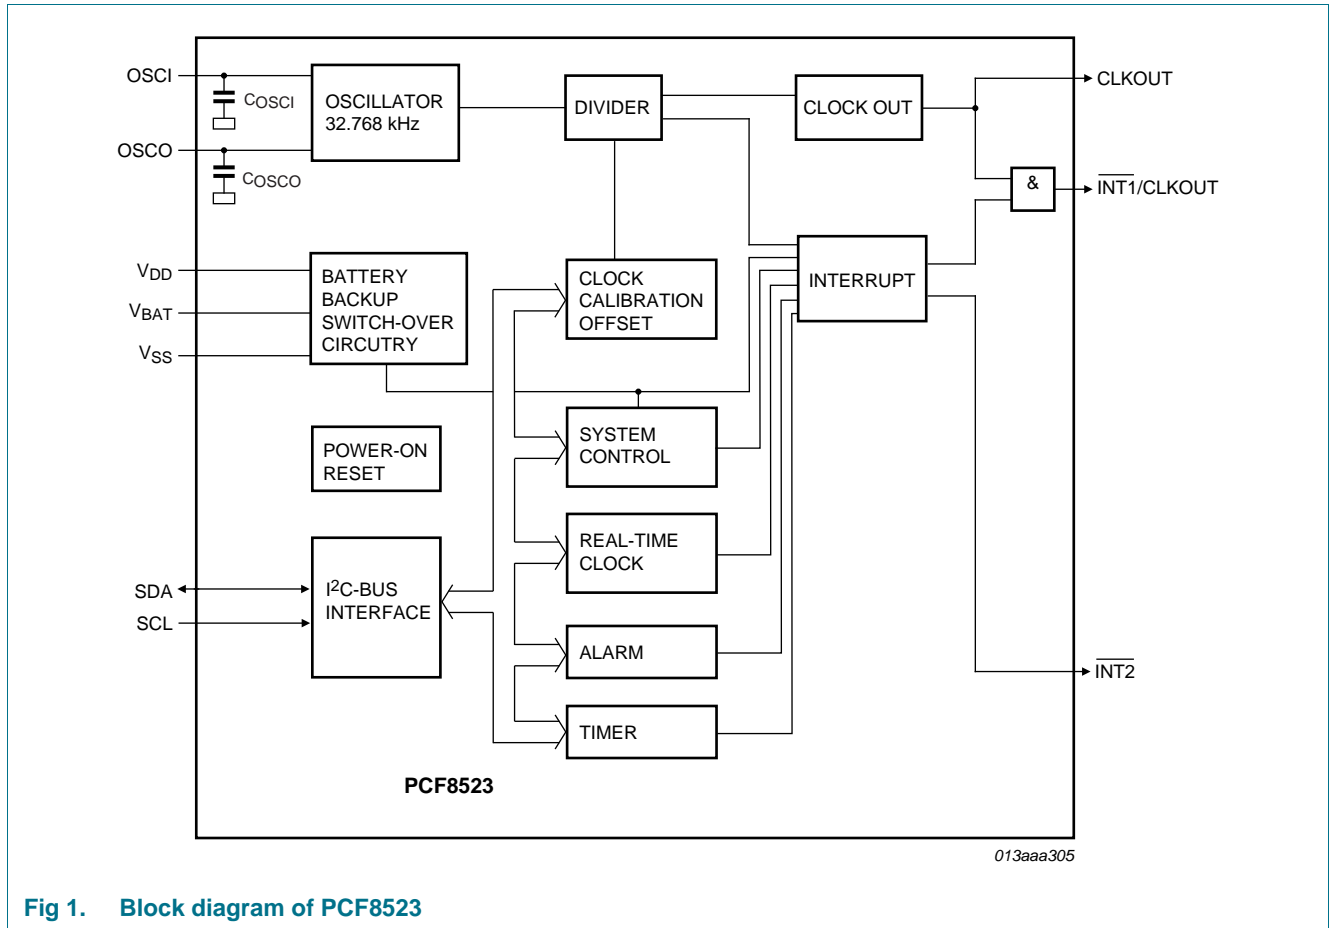 OSCI
COSCI
OSCO
COSCO
OSCILLATOR
32.768 kHz
DIVIDER
CLOCK OUT
CLKOUT
&
INT1/CLKOUT
VDD
VBAT
VSS
BATTERY
BACKUP
SWITCH-OVER
CIRCUTRY
CLOCK
CALIBRATION
OFFSET
INTERRUPT
POWER-ON
RESET
SYSTEM
CONTROL
REAL-TIME
CLOCK
SDA
SCL
I2C-BUS
INTERFACE
ALARM
TIMER
INT2
PCF8523
013aaa305
Fig 1. Block diagram of PCF8523